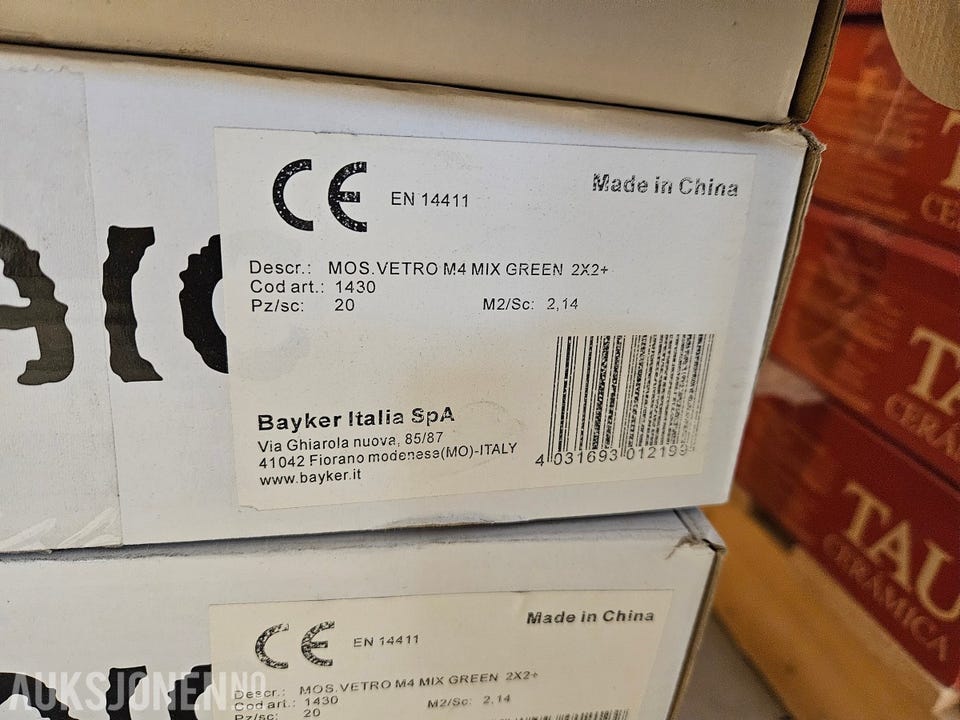 CE EN 14411
Made in China
Descr.: MOS.VETRO M4 MIX GREEN 2X2+
Cod art.: 1430
Pz/sc: 20 M2/Sc: 2,14
Bayker Italia SpA
Via Ghiarola nuova, 85/87
41042 Fiorano modenese(MO)-ITALY
www.bayker.it
4 031693 012199
CE EN 14411
Made in China
Descr.: MOS.VETRO M4 MIX GREEN 2X2+
Cod art.: 1430
Pz/sc: 20 M2/Sc: 2,14
TAU
CERÁMICA
AUKSJONEN.NO